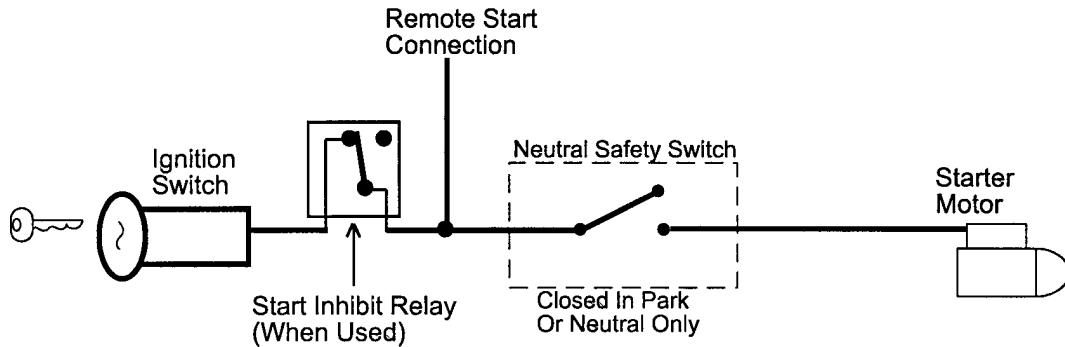 Remote Start
Connection
Ignition
Switch
Neutral Safety Switch
Starter
Motor
Start Inhibit Relay
(When Used)
Closed In Park
Or Neutral Only